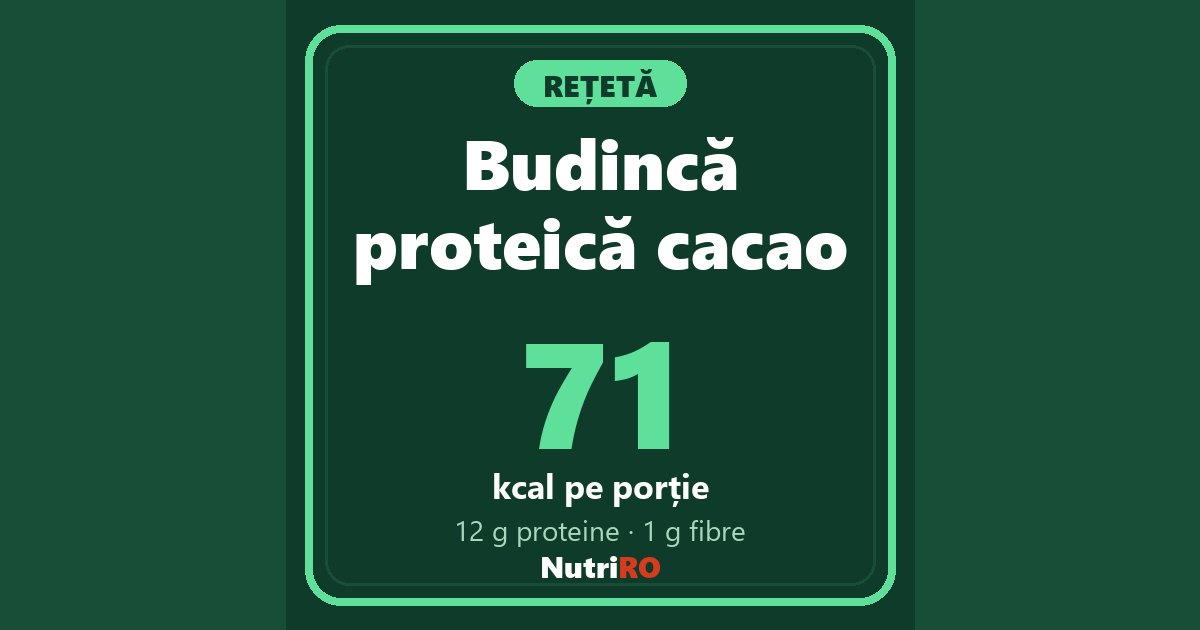 REȚETĂ
Budincă
proteică cacao
71
kcal pe porție
12 g proteine · 1 g fibre
NutriRO